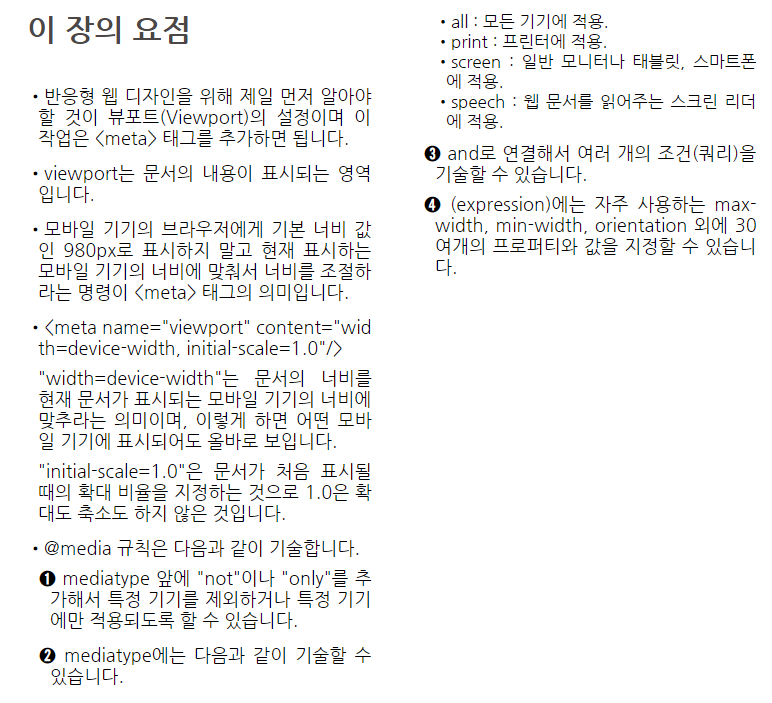 이 장의 요점
• 반응형 웹 디자인을 위해 제일 먼저 알아야
할 것이 뷰포트(Viewport)의 설정이며 이
작업은 <meta> 태그를 추가하면 됩니다.
• viewport는 문서의 내용이 표시되는 영역
입니다.
• 모바일 기기의 브라우저에게 기본 너비 값
인 980px로 표시하지 말고 현재 표시하는
모바일 기기의 너비에 맞춰서 너비를 조절하
라는 명령이 <meta> 태그의 의미입니다.
• <meta name="viewport" content="wid
th=device-width, initial-scale=1.0"/>
"width=device-width"는 문서의 너비를
현재 문서가 표시되는 모바일 기기의 너비에
맞추라는 의미이며, 이렇게 하면 어떤 모바
일 기기에 표시되어도 올바로 보입니다.
"initial-scale=1.0"은 문서가 처음 표시될
때의 확대 비율을 지정하는 것으로 1.0은 확
대도 축소도 하지 않은 것입니다.
• @media 규칙은 다음과 같이 기술합니다.
❶ mediatype 앞에 "not"이나 "only"를 추
가해서 특정 기기를 제외하거나 특정 기기
에만 적용되도록 할 수 있습니다.
❷ mediatype에는 다음과 같이 기술할 수
있습니다.
• all : 모든 기기에 적용.
• print : 프린터에 적용.
• screen : 일반 모니터나 태블릿, 스마트폰
에 적용.
• speech : 웹 문서를 읽어주는 스크린 리더
에 적용.
❸ and로 연결해서 여러 개의 조건(쿼리)을
기술할 수 있습니다.
❹ (expression)에는 자주 사용하는 max-
width, min-width, orientation 외에 30
여개의 프로퍼티와 값을 지정할 수 있습니
다.